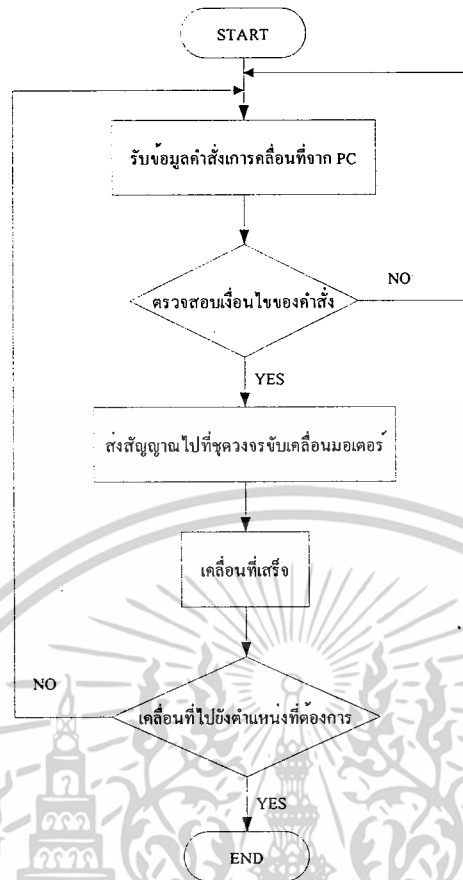 START
รับข้อมูลคำสั่งเการคลื่อนที่จาก PC
ตรวจสอบเงื่อนไขของคำสั่ง
NO
YES
ส่งสัญญาณไปที่ชุดวงจรขับเคลื่อนมอเตอร์
เคลื่อนที่เสร็จ
NO
เคลื่อนที่ไปยังตำแหน่งที่ต้องการ
YES
END